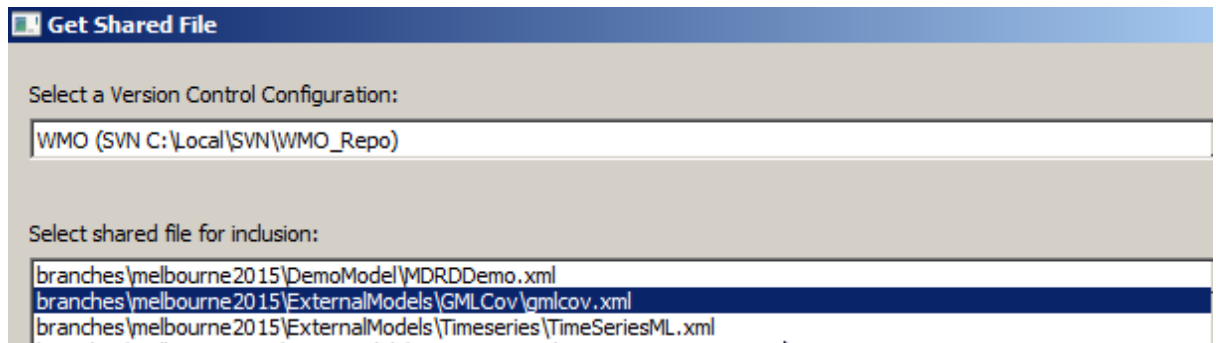 Get Shared File
Select a Version Control Configuration:
WMO (SVN C:\Local\SVN\WMO_Repo)
Select shared file for inclusion:
branches\melbourne2015\DemoModel\MDRDDemo.xml
branches\melbourne2015\ExternalModels\GMLCov\gmlcov.xml
branches\melbourne2015\ExternalModels\Timeseries\TimeSeriesML.xml